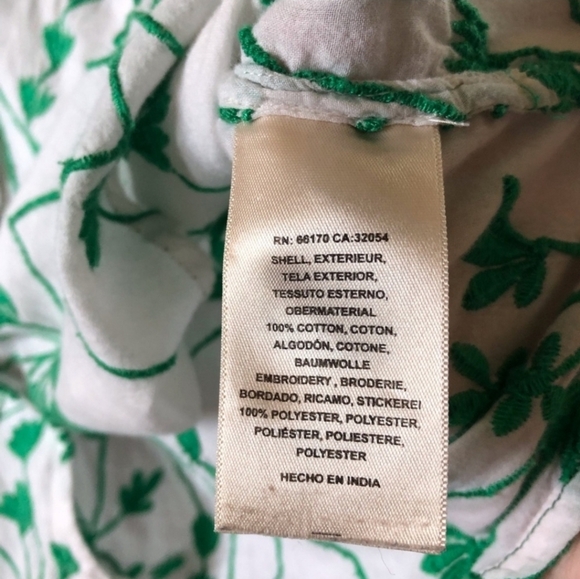 RN: 66170 CA:32054
SHELL, EXTERIEUR,
TELA EXTERIOR,
TESSUTO ESTERNO,
OBERMATERIAL
100% COTTON, COTON,
ALGODÓN, COTONE,
BAUMWOLLE
EMBROIDERY, BRODERIE,
BORDADO, RICAMO, STICKEREI
100% POLYESTER, POLYESTER,
POLIÉSTER, POLIESTERE,
POLYESTER
HECHO EN INDIA